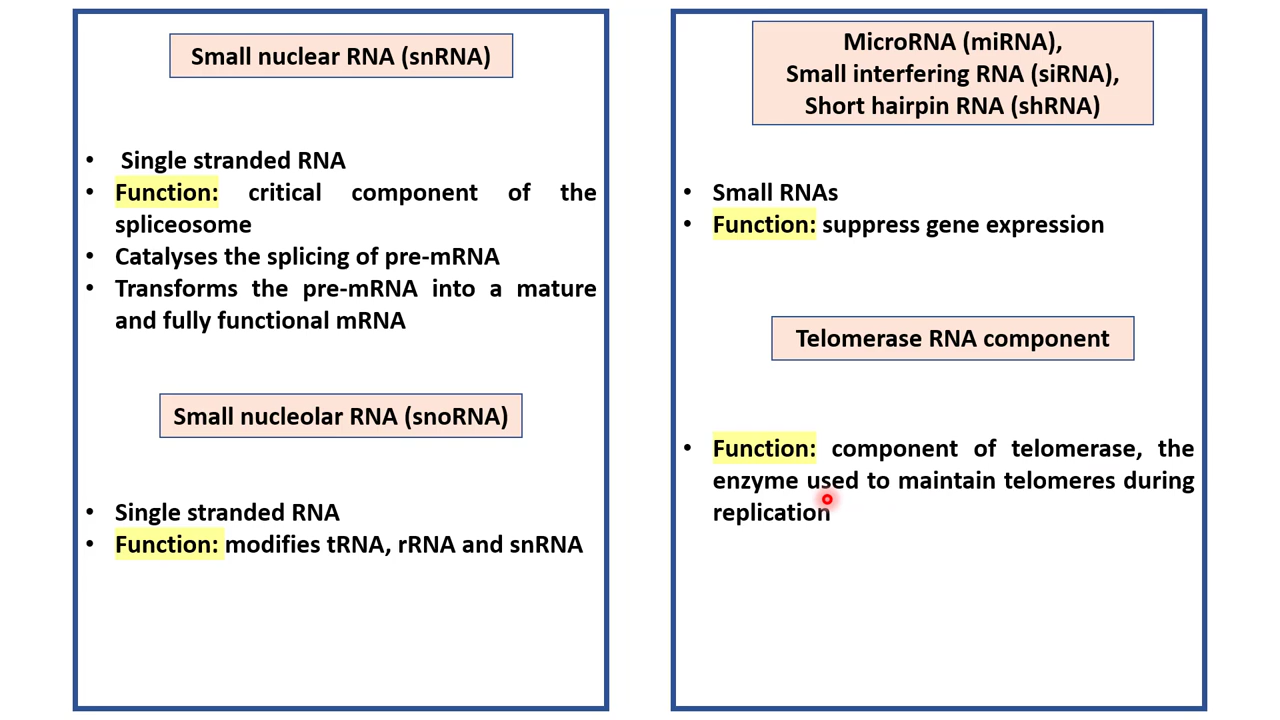 Small nuclear RNA (snRNA)
• Single stranded RNA
• Function: critical component of the
spliceosome
• Catalyses the splicing of pre-mRNA
• Transforms the pre-mRNA into a mature
and fully functional mRNA
Small nucleolar RNA (snoRNA)
• Single stranded RNA
• Function: modifies tRNA, rRNA and snRNA
MicroRNA (miRNA),
Small interfering RNA (siRNA),
Short hairpin RNA (shRNA)
• Small RNAs
• Function: suppress gene expression
Telomerase RNA component
• Function: component of telomerase, the
enzyme used to maintain telomeres during
replication